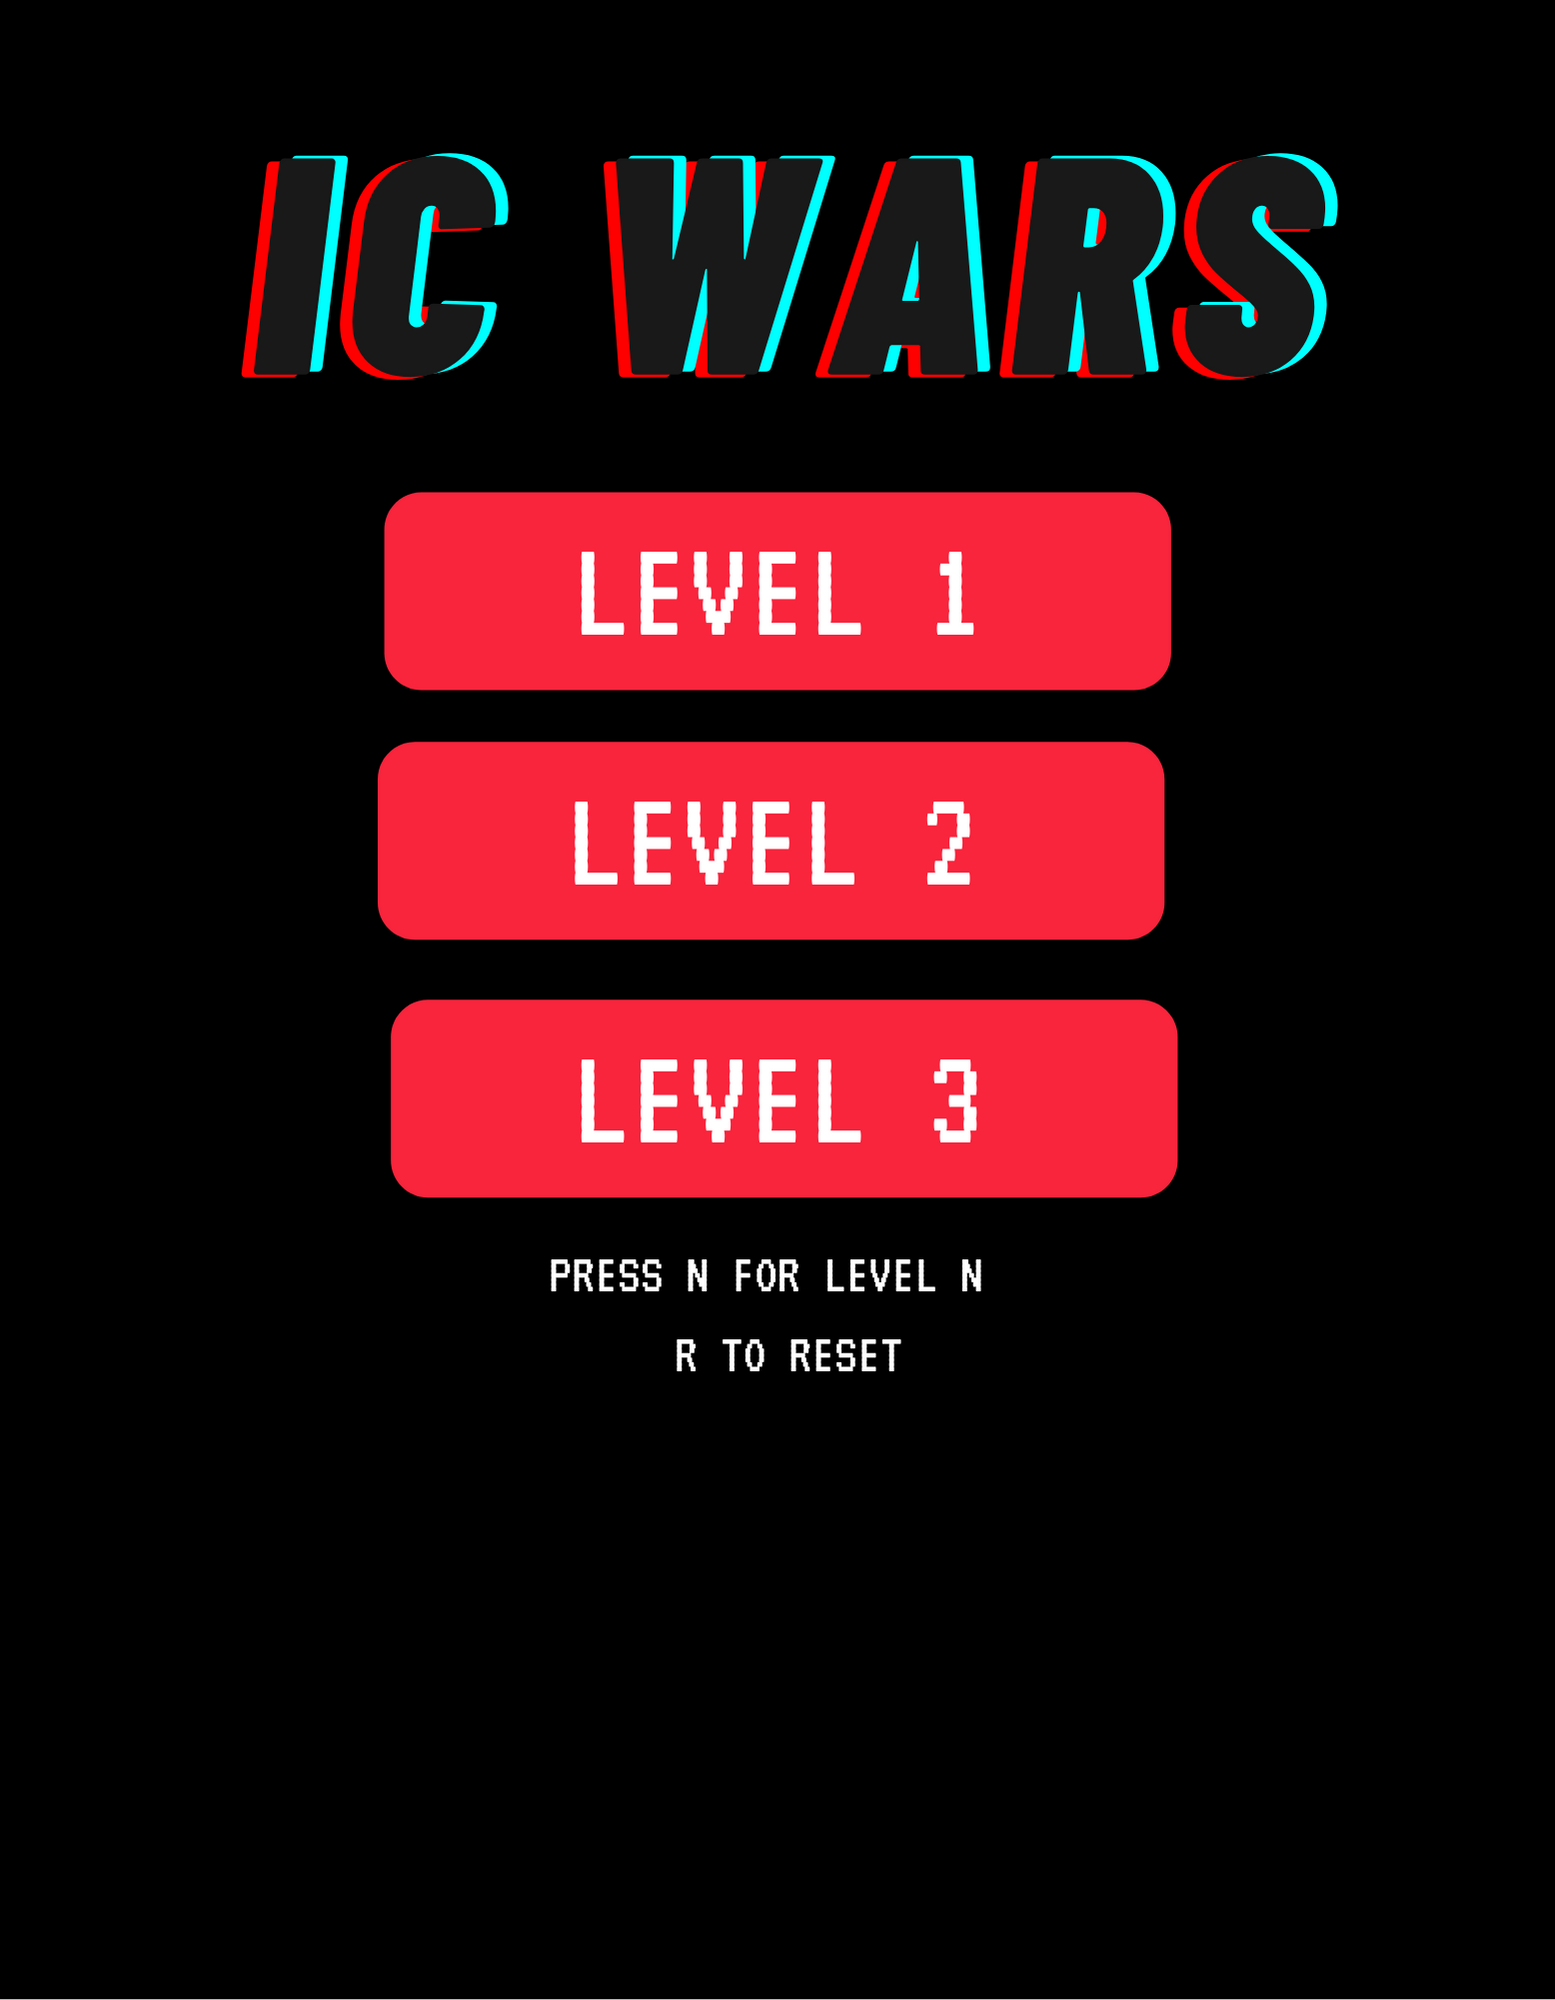 IC WARS
LEVEL 1
LEVEL 2
LEVEL 3
PRESS N FOR LEVEL N
R TO RESET